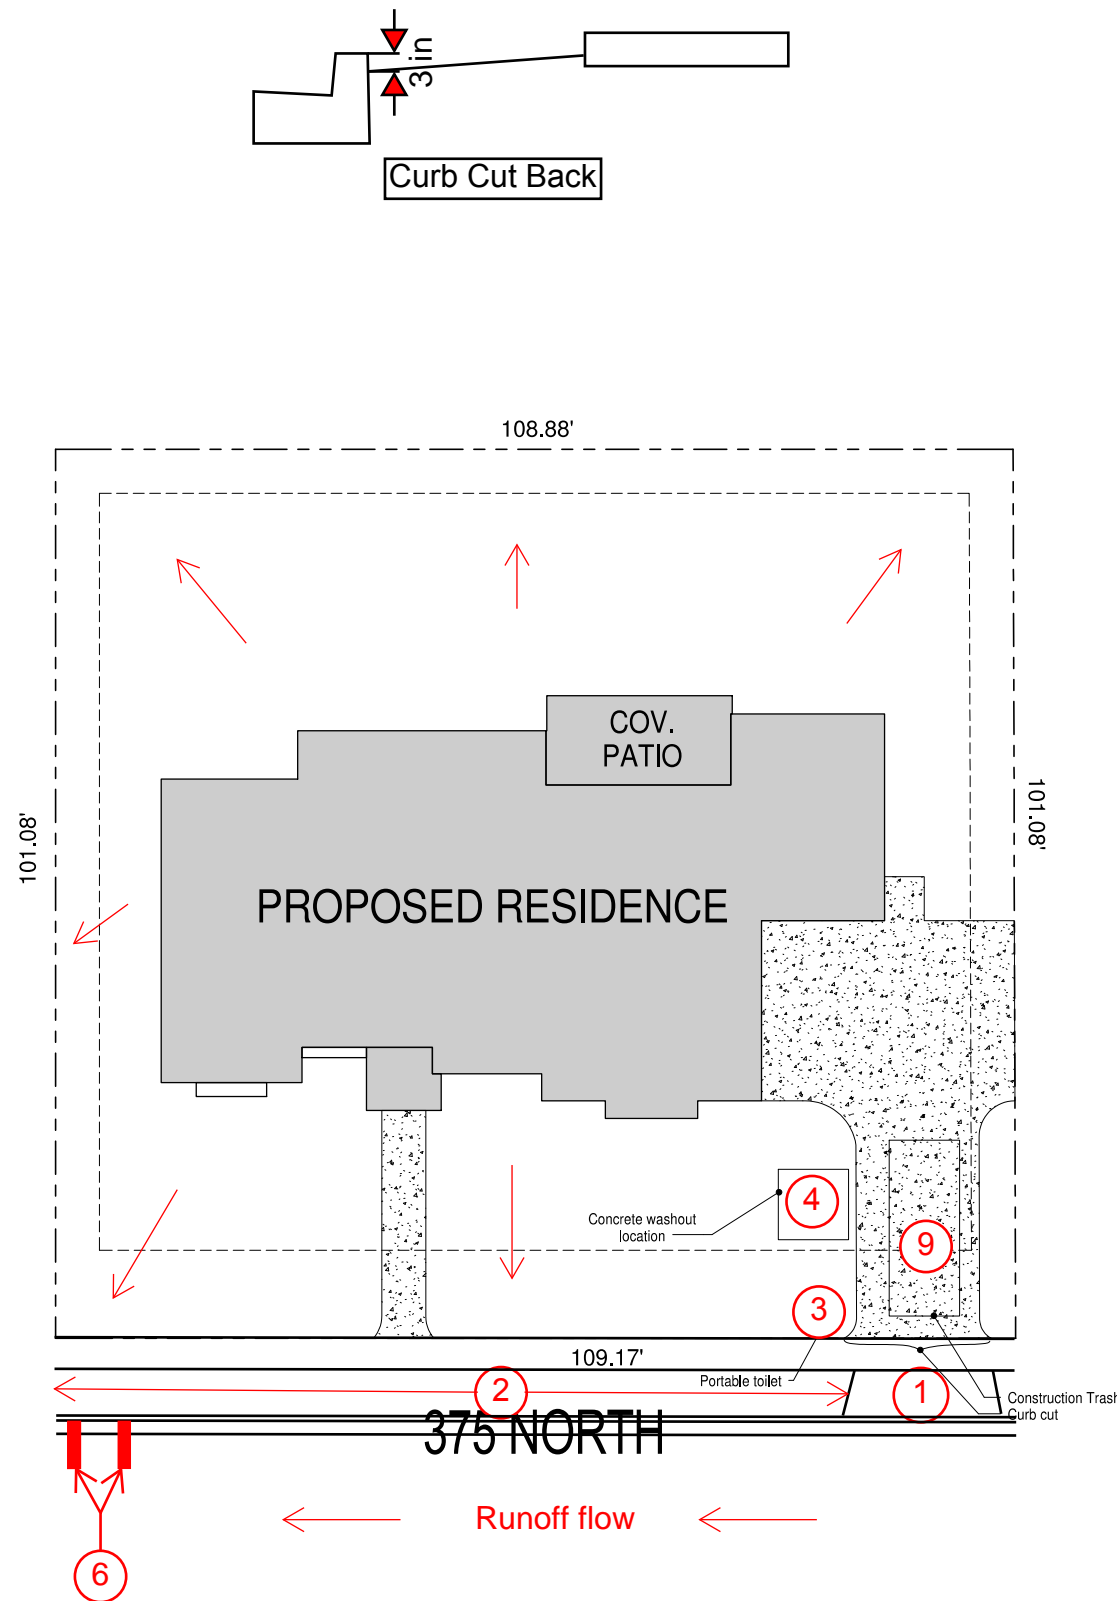 3 in
Curb Cut Back
108.88'
COV.
PATIO
101.08'
101.08'
PROPOSED RESIDENCE
4
Concrete washout
location
9
3
109.17'
Portable toilet
2
1
Construction Trash
Curb cut
375 NORTH
Runoff flow
6